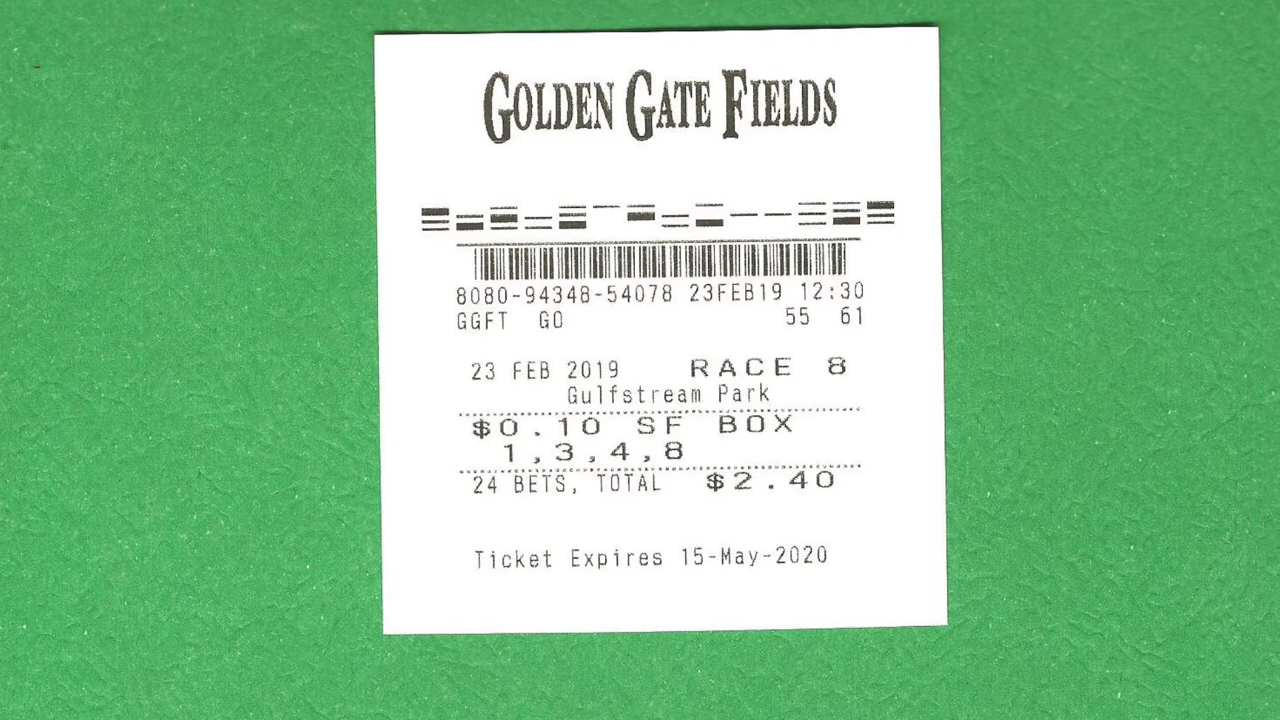 GOLDEN GATE FIELDS
8080-94348-54078 23FEB19 12:30
GGFT GO 55 61
23 FEB 2019 RACE 8
Gulfstream Park
$0.10 SF BOX
1,3,4,8
24 BETS, TOTAL $2.40
Ticket Expires 15-May-2020